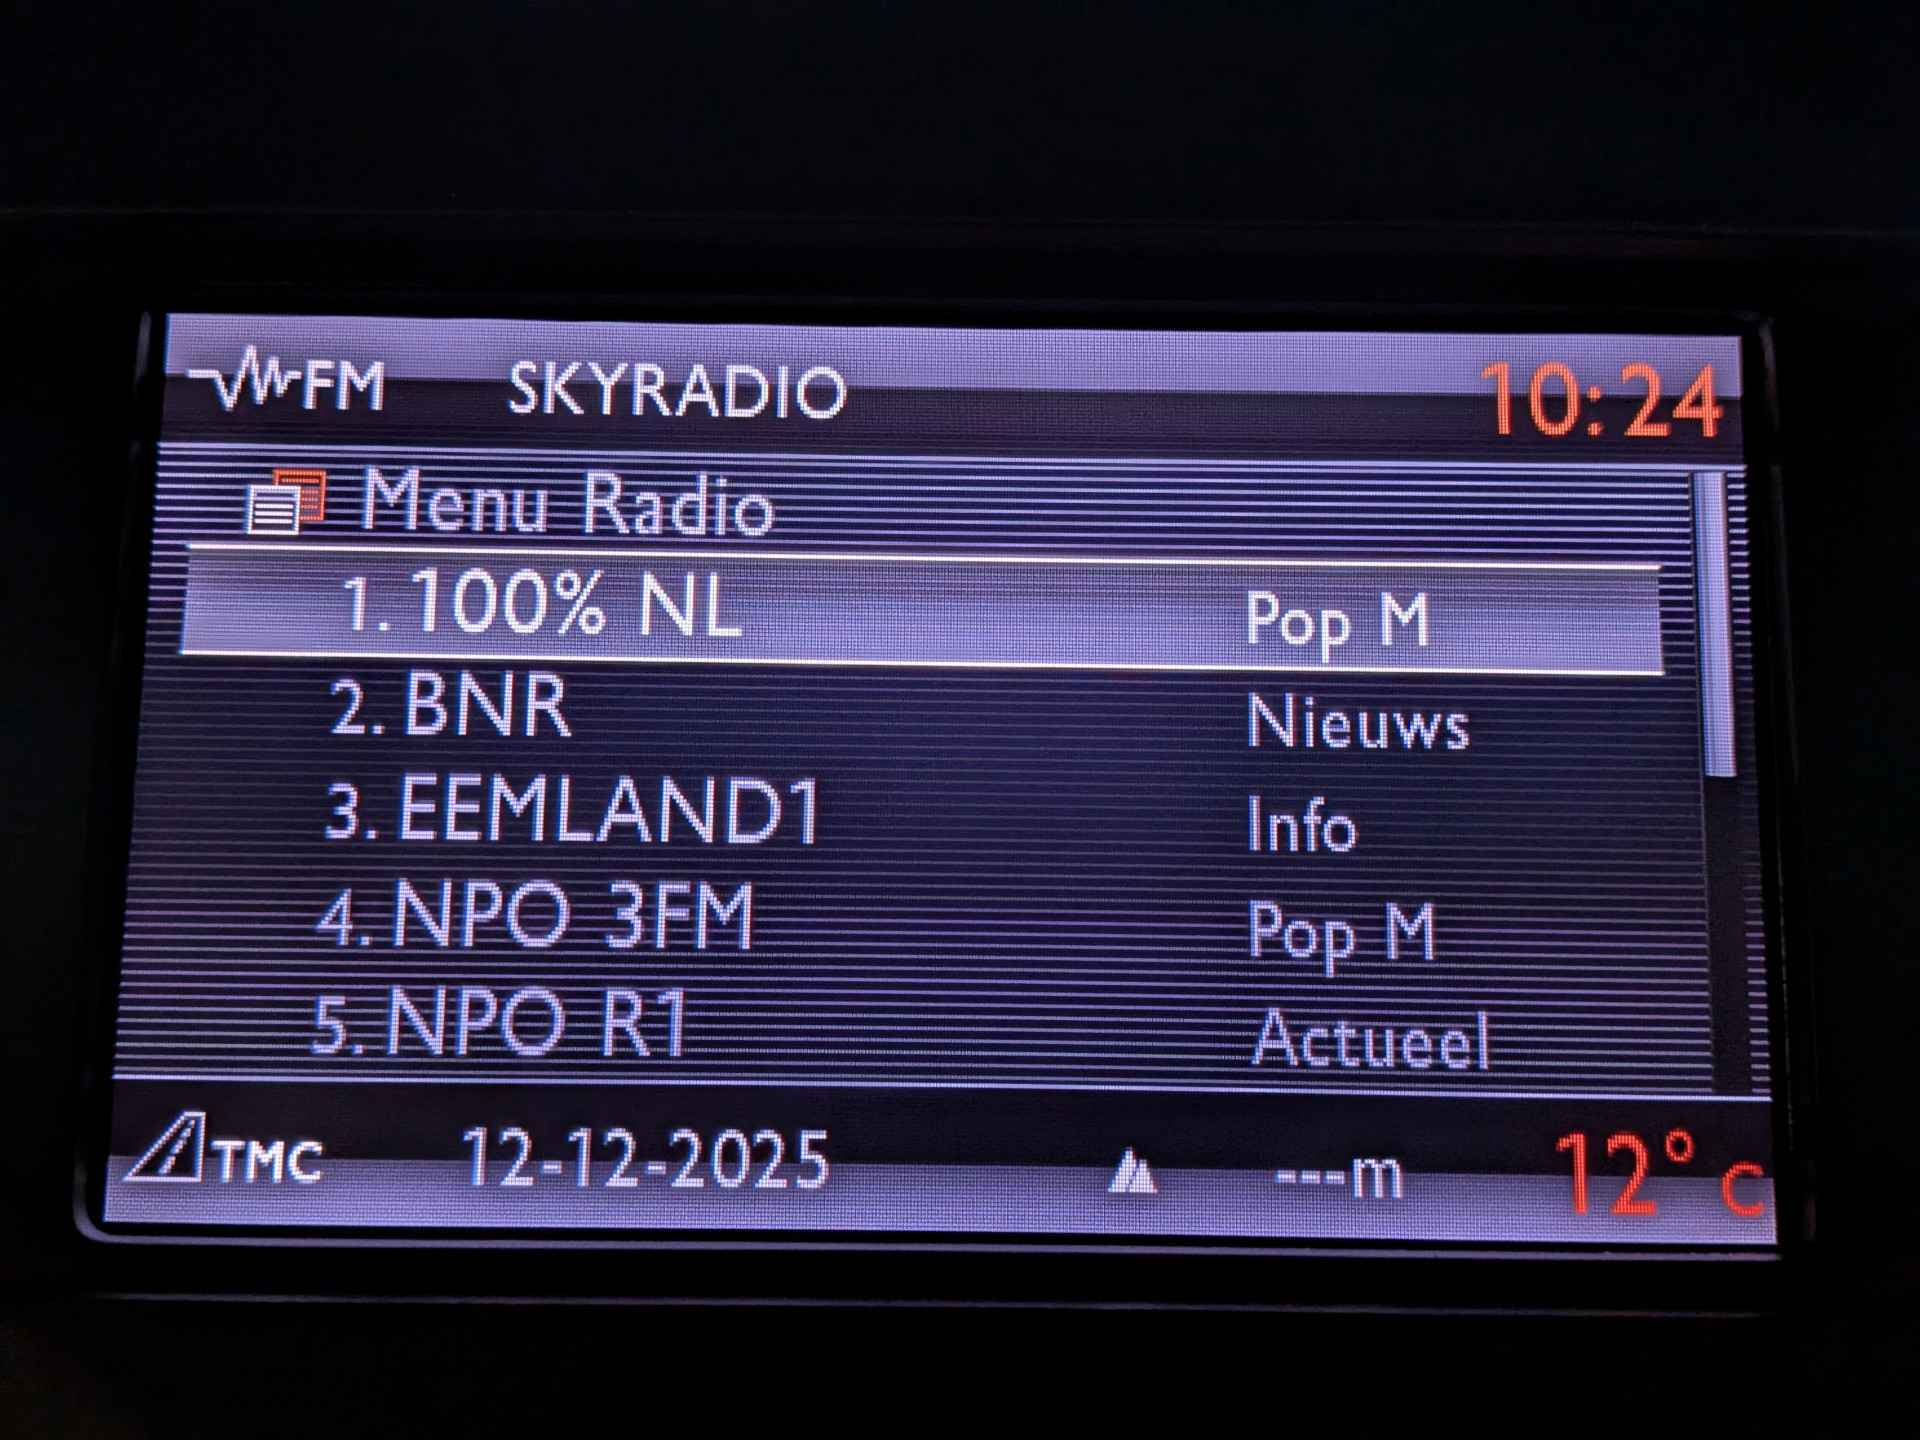 FM SKYRADIO 10:24
Menu Radio
1. 100% NL Pop M
2. BNR Nieuws
3. EEMLAND1 Info
4. NPO 3FM Pop M
5. NPO R1 Actueel
TMC 12-12-2025 ---m 12° C